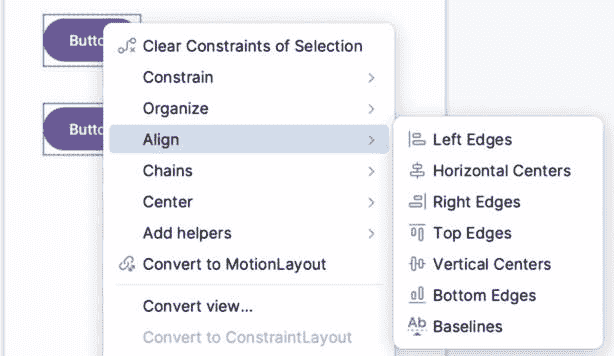 Clear Constraints of Selection
Constrain
Organize
Align
Chains
Center
Add helpers
Convert to MotionLayout
Convert view...
Convert to ConstraintLayout
Left Edges
Horizontal Centers
Right Edges
Top Edges
Vertical Centers
Bottom Edges
Ab Baselines